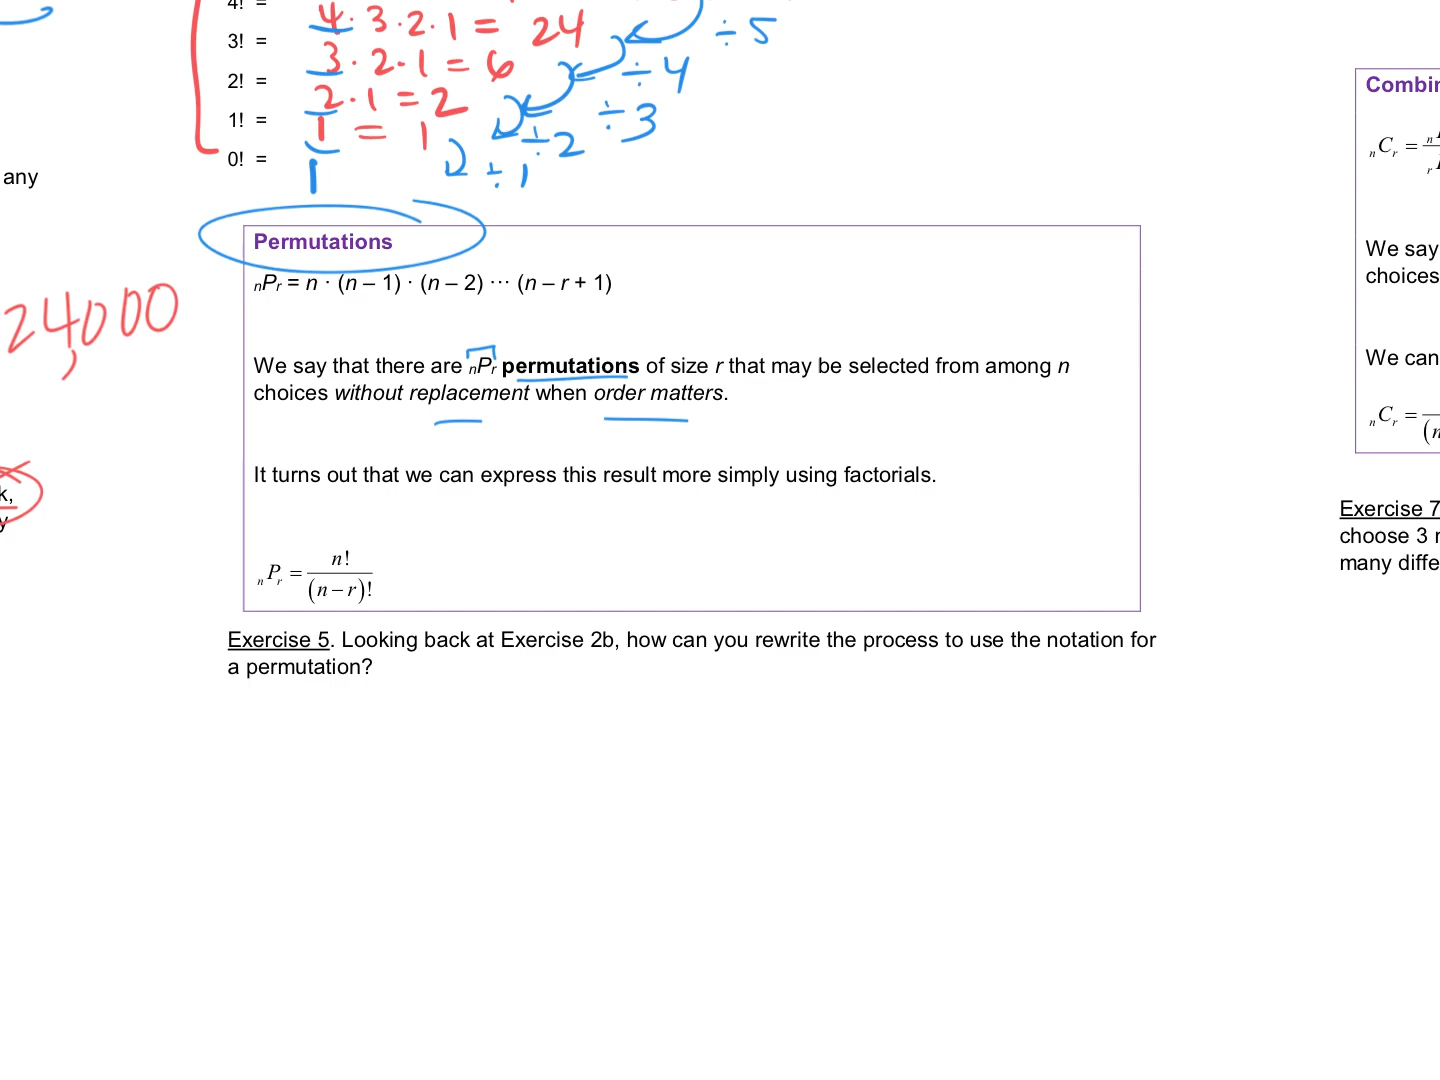 4! =
4 · 3 · 2 · 1 = 24
÷ 5
3! =
3 · 2 · 1 = 6
÷ 4
2! =
2 · 1 = 2
÷ 3
1! =
1 = 1
÷ 2
0! =
1
÷ 1
any
Permutations
nPr = n · (n – 1) · (n – 2) ··· (n – r + 1)
24,000
We say that there are nPr permutations of size r that may be selected from among n
choices without replacement when order matters.
It turns out that we can express this result more simply using factorials.
k,
y
nPr = n! / (n − r)!
Exercise 5. Looking back at Exercise 2b, how can you rewrite the process to use the notation for
a permutation?
Combin
nCr = n
r
We say
choices
We can
nCr =
(n
Exercise 7
choose 3 r
many diffe